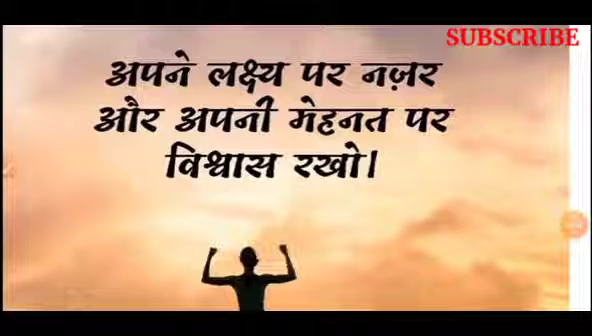 SUBSCRIBE
अपने लक्ष्य पर नज़र
और अपनी मेहनत पर
विश्वास रखो।